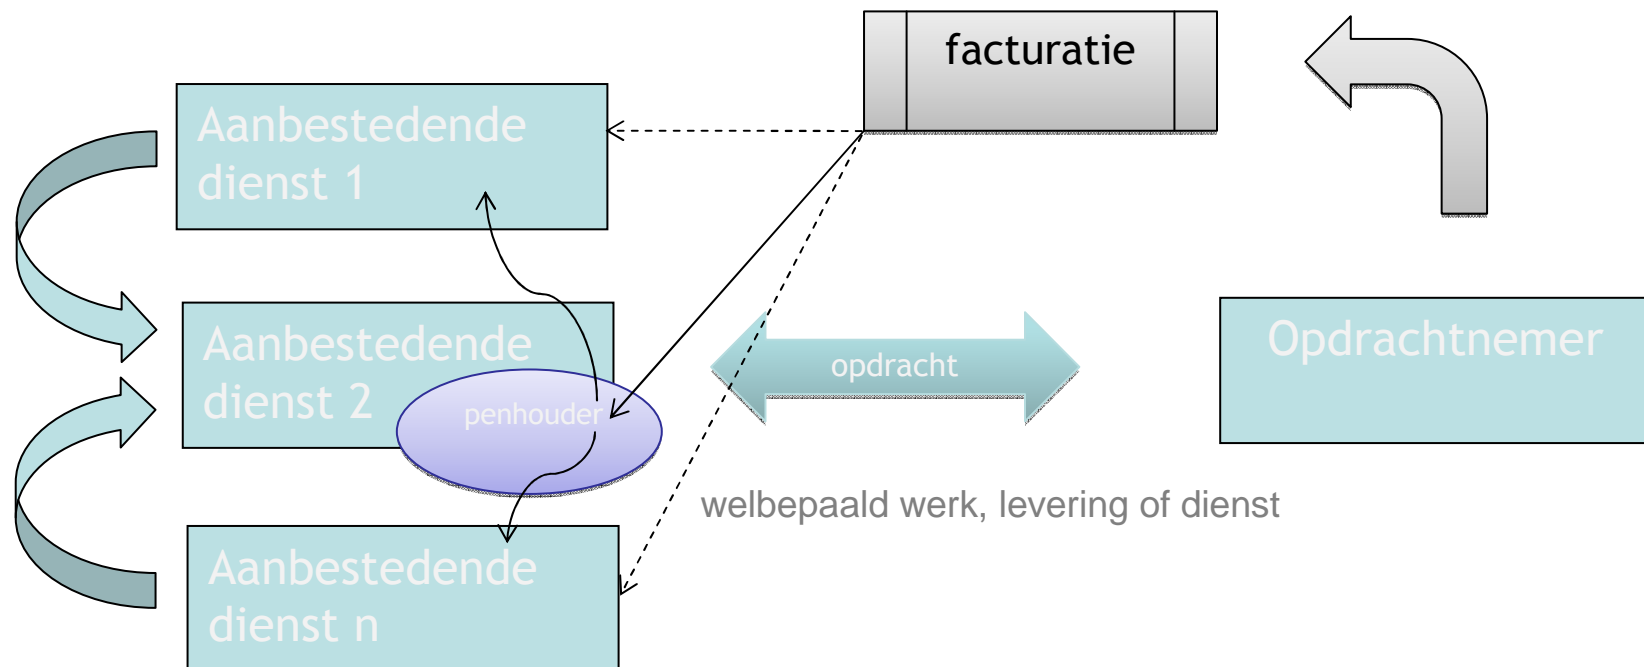 facturatie
Aanbestedende
dienst 1
Aanbestedende
dienst 2
penhouder
opdracht
Opdrachtnemer
welbepaald werk, levering of dienst
Aanbestedende
dienst n